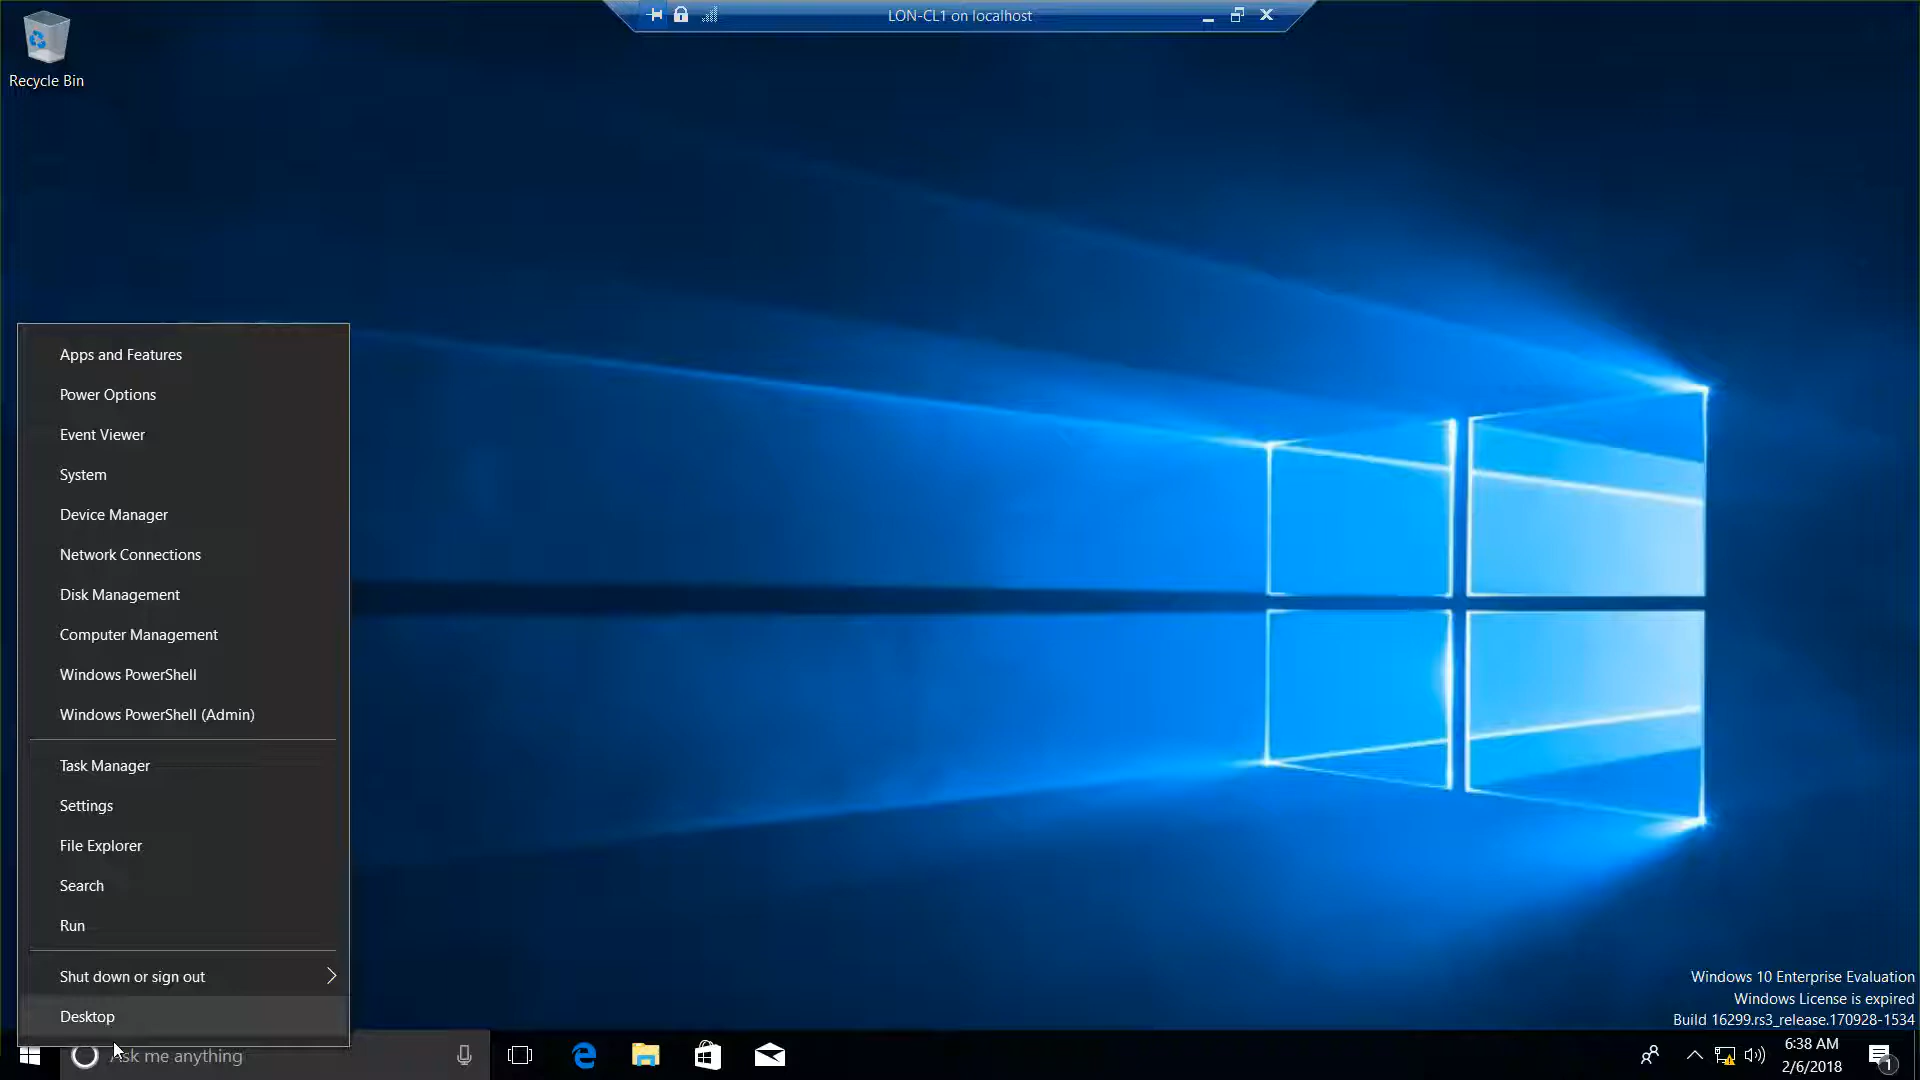 LON-CL1 on localhost
Recycle Bin
Apps and Features
Power Options
Event Viewer
System
Device Manager
Network Connections
Disk Management
Computer Management
Windows PowerShell
Windows PowerShell (Admin)
Task Manager
Settings
File Explorer
Search
Run
Shut down or sign out
Desktop
Windows 10 Enterprise Evaluation
Windows License is expired
Build 16299.rs3_release.170928-1534
Ask me anything
6:38 AM
2/6/2018
1